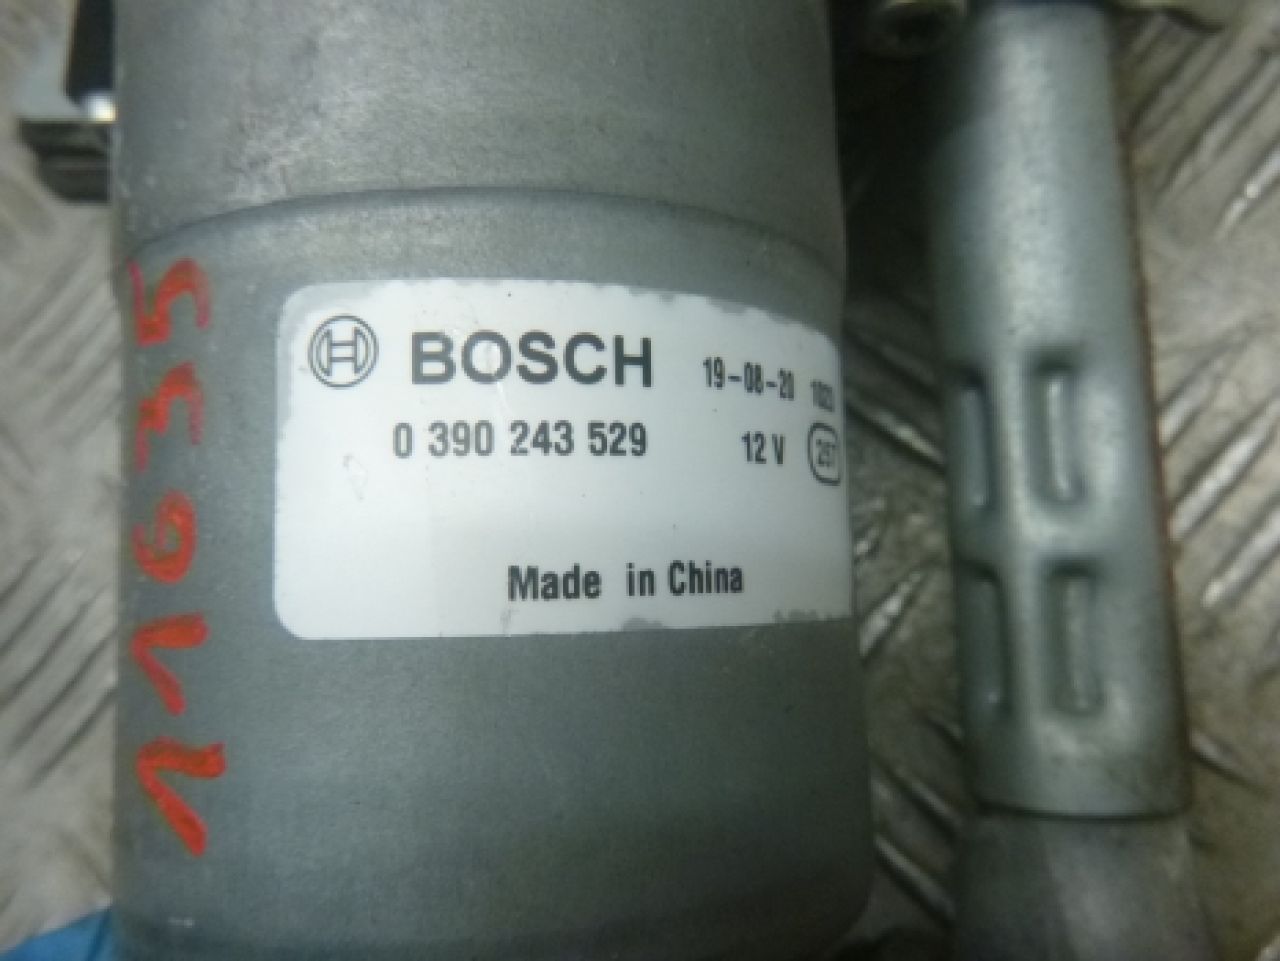 BOSCH 19-08-20
0 390 243 529 12 V
Made in China
11635